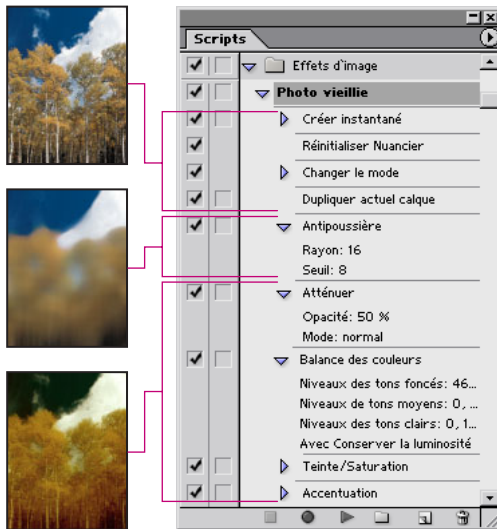 Scripts
Effets d'image
Photo vieillie
Créer instantané
Réinitialiser Nuancier
Changer le mode
Dupliquer actuel calque
Antipoussière
Rayon: 16
Seuil: 8
Atténuer
Opacité: 50 %
Mode: normal
Balance des couleurs
Niveaux des tons foncés: 46...
Niveaux de tons moyens: 0, ...
Niveaux des tons clairs: 0, 1...
Avec Conserver la luminosité
Teinte/Saturation
Accentuation